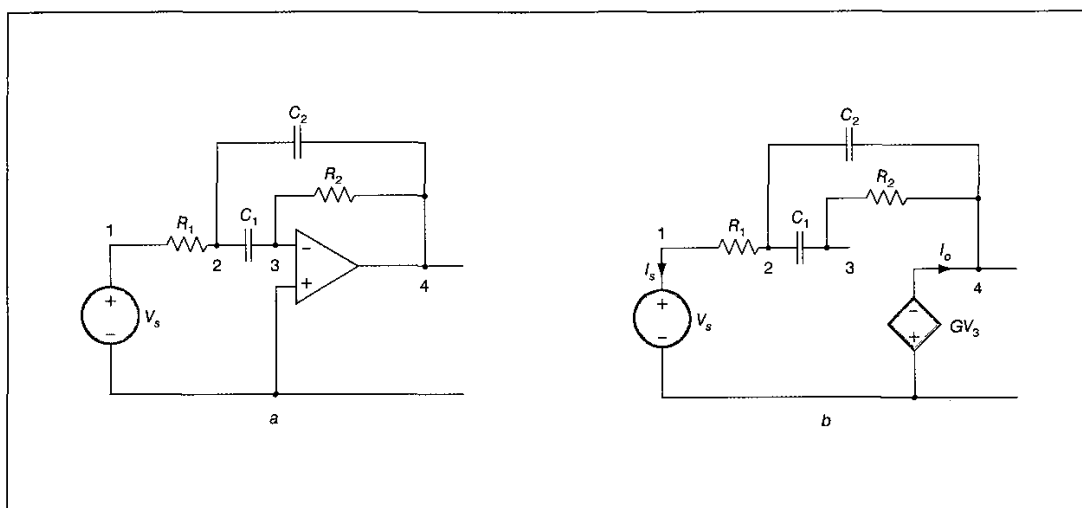 C₂
R₂
R₁
C₁
1
2
3
−
+
4
+
−
Vₛ
a
C₂
R₂
R₁
C₁
1
2
3
Iₛ
Iₒ
4
+
−
Vₛ
−
+
GV₃
b